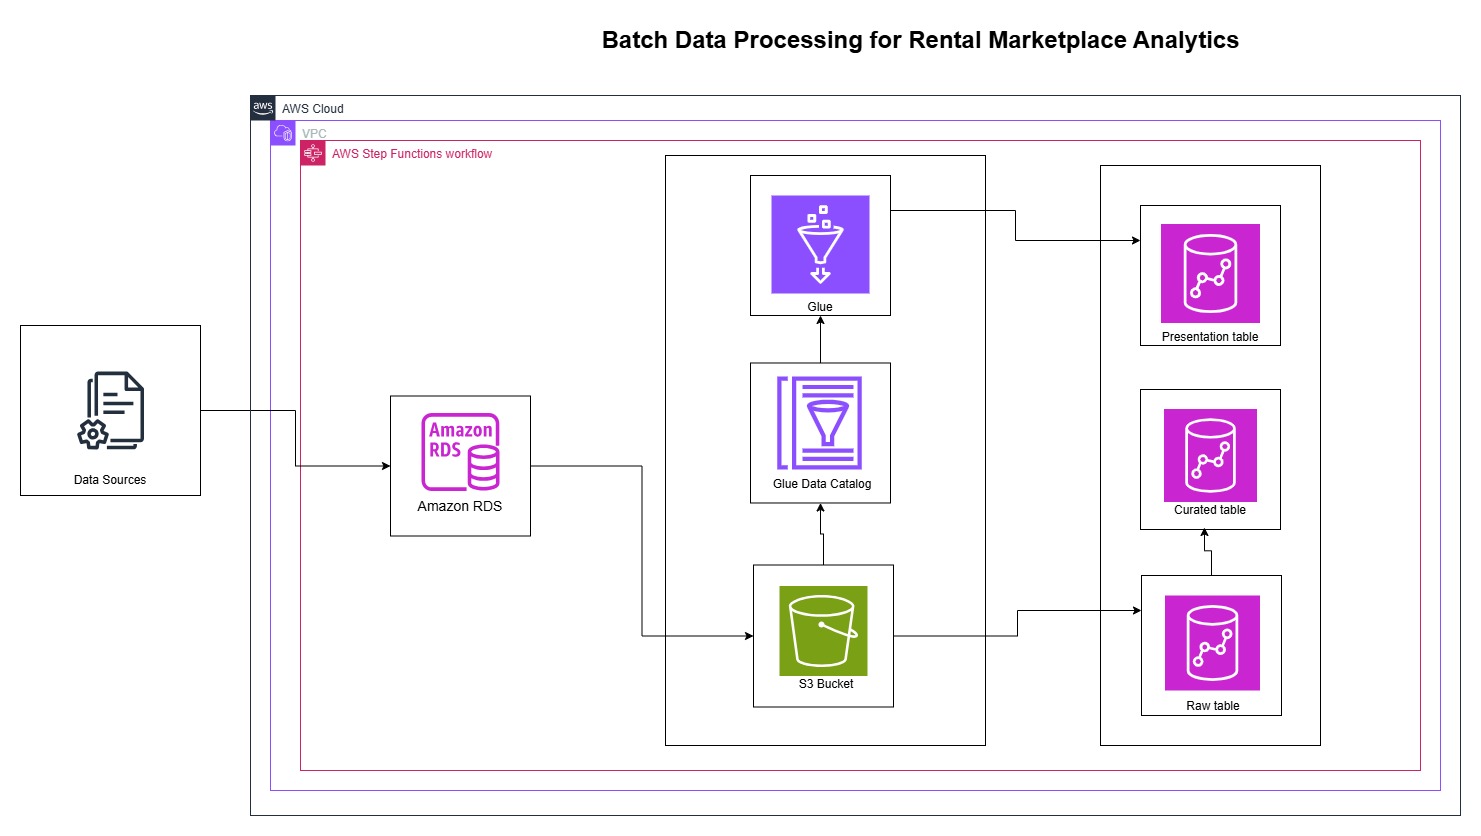 Batch Data Processing for Rental Marketplace Analytics
aws
AWS Cloud
VPC
AWS Step Functions workflow
Glue
Presentation table
Data Sources
Amazon
RDS
Amazon RDS
Glue Data Catalog
Curated table
S3 Bucket
Raw table